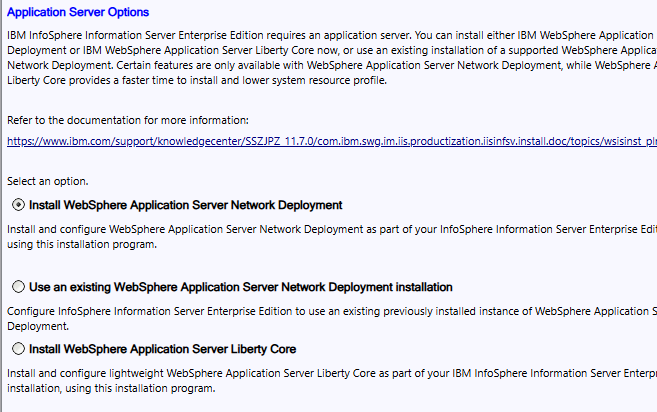 Application Server Options
IBM InfoSphere Information Server Enterprise Edition requires an application server. You can install either IBM WebSphere Application
Deployment or IBM WebSphere Application Server Liberty Core now, or use an existing installation of a supported WebSphere Applica
Network Deployment. Certain features are only available with WebSphere Application Server Network Deployment, while WebSphere A
Liberty Core provides a faster time to install and lower system resource profile.
Refer to the documentation for more information:
https://www.ibm.com/support/knowledgecenter/SSZJPZ_11.7.0/com.ibm.swg.im.iis.productization.iisinfsv.install.doc/topics/wsisinst_pln
Select an option.
Install WebSphere Application Server Network Deployment
Install and configure WebSphere Application Server Network Deployment as part of your InfoSphere Information Server Enterprise Edit
using this installation program.
Use an existing WebSphere Application Server Network Deployment installation
Configure InfoSphere Information Server Enterprise Edition to use an existing previously installed instance of WebSphere Application S
Deployment.
Install WebSphere Application Server Liberty Core
Install and configure lightweight WebSphere Application Server Liberty Core as part of your IBM InfoSphere Information Server Enterpr
installation, using this installation program.